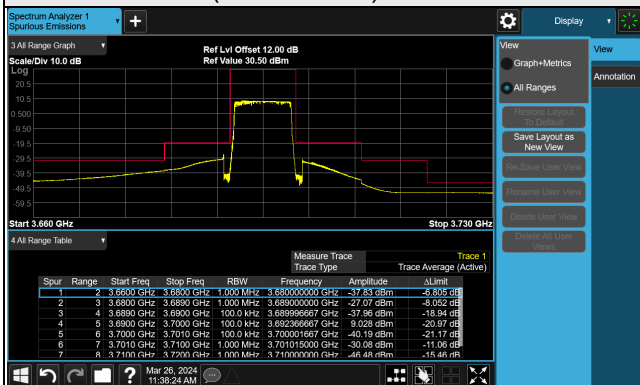 Spectrum Analyzer 1
Spurious Emissions
Display
3 All Range Graph
Ref Lvl Offset 12.00 dB
Scale/Div 10.0 dB
Ref Value 30.50 dBm
Log
20.5
10.5
0.500
-9.50
-19.5
-29.5
-39.5
-49.5
-59.5
Start 3.660 GHz
Stop 3.730 GHz
4 All Range Table
Measure Trace
Trace 1
Trace Type
Trace Average (Active)
Spur Range Start Freq Stop Freq RBW Frequency Amplitude ΔLimit
1 2 3.6600 GHz 3.6800 GHz 1.000 MHz 3.680000000 GHz -37.83 dBm -6.805 dB
2 3 3.6800 GHz 3.6890 GHz 1.000 MHz 3.689000000 GHz -27.07 dBm -8.052 dB
3 4 3.6890 GHz 3.6900 GHz 100.0 kHz 3.689996667 GHz -37.96 dBm -18.94 dB
4 5 3.6900 GHz 3.7000 GHz 100.0 kHz 3.692366667 GHz 9.028 dBm -20.97 dB
5 6 3.7000 GHz 3.7010 GHz 100.0 kHz 3.700001667 GHz -40.19 dBm -21.17 dB
6 7 3.7010 GHz 3.7100 GHz 1.000 MHz 3.701015000 GHz -30.08 dBm -11.06 dB
7 8 3.7100 GHz 3.7200 GHz 1.000 MHz 3.710000000 GHz -46.48 dBm -15.46 dB
View
Graph+Metrics
All Ranges
Restore Layout
To Default
Save Layout as
New View
Re-Save User View
Rename User View
Delete User View
Delete All User
Views
View
Annotation
?
Mar 26, 2024
11:38:24 AM